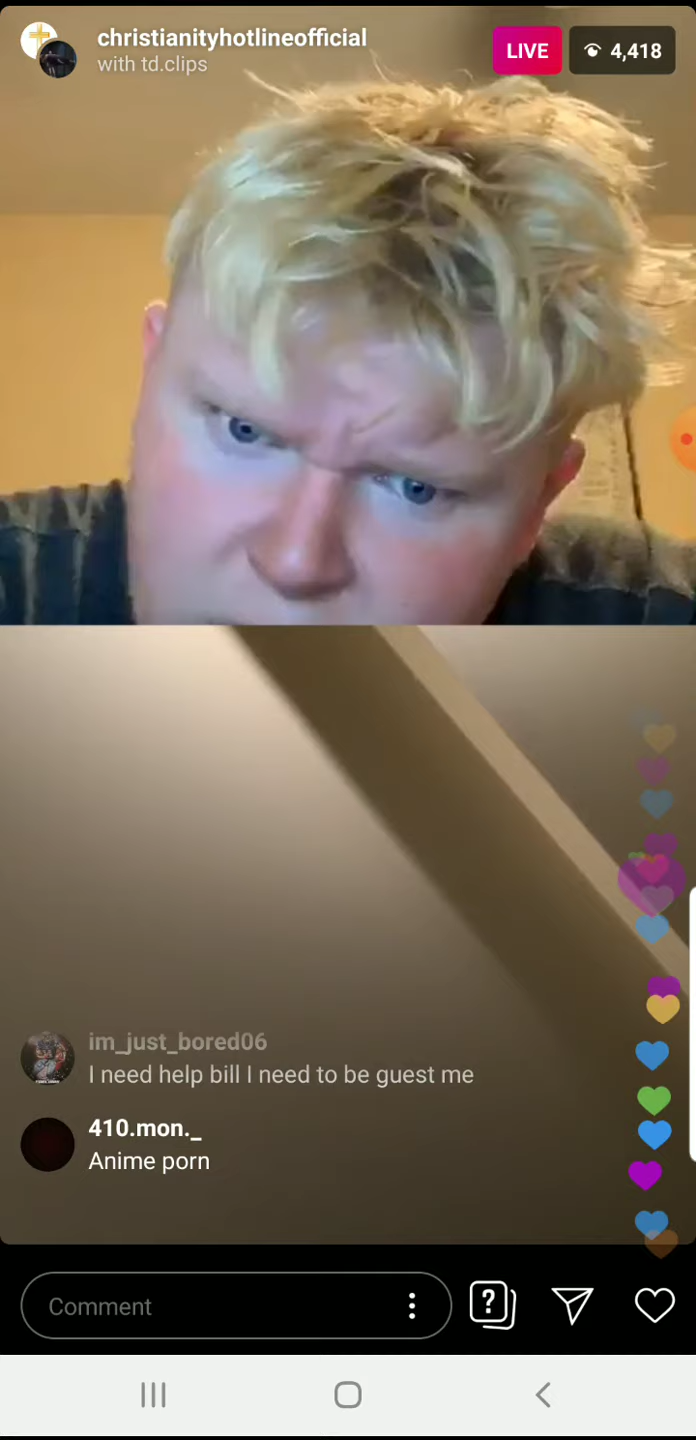 christianityhotlineofficial
with td.clips
LIVE
4,418
im_just_bored06
I need help bill I need to be guest me
410.mon._
Anime porn
Comment
?